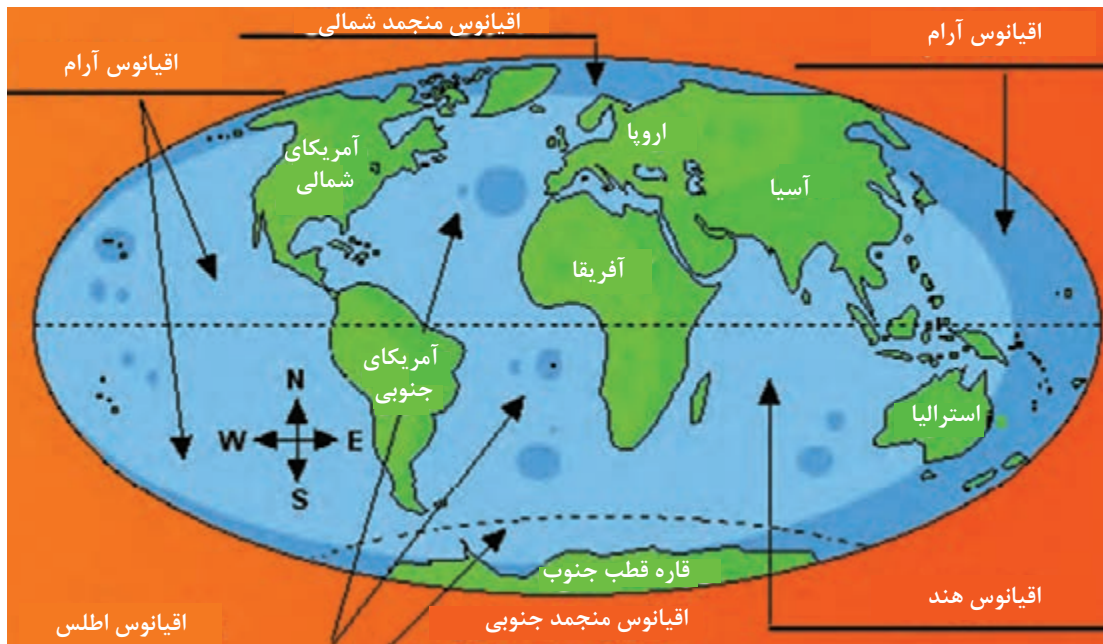 اقیانوس منجمد شمالی
اقیانوس آرام
اقیانوس آرام
اروپا
آمریکای
شمالی
آسیا
آفریقا
آمریکای
جنوبی
N
W E
S
استرالیا
قاره قطب جنوب
اقیانوس هند
اقیانوس منجمد جنوبی
اقیانوس اطلس